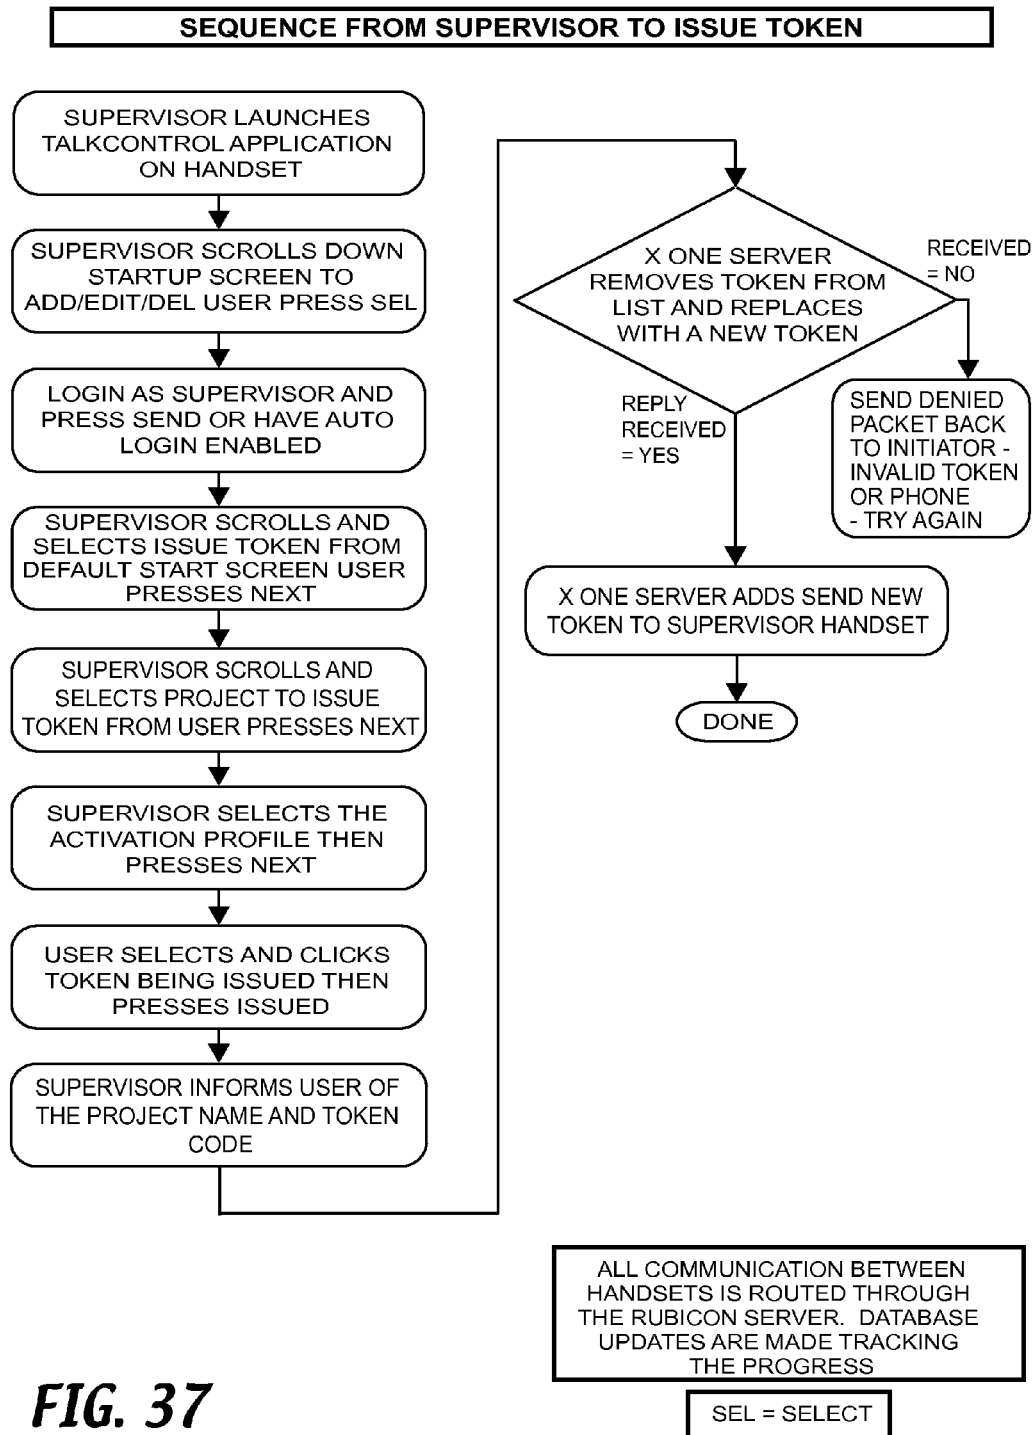 SEQUENCE FROM SUPERVISOR TO ISSUE TOKEN
SUPERVISOR LAUNCHES
TALKCONTROL APPLICATION
ON HANDSET
SUPERVISOR SCROLLS DOWN
STARTUP SCREEN TO
ADD/EDIT/DEL USER PRESS SEL
LOGIN AS SUPERVISOR AND
PRESS SEND OR HAVE AUTO
LOGIN ENABLED
SUPERVISOR SCROLLS AND
SELECTS ISSUE TOKEN FROM
DEFAULT START SCREEN USER
PRESSES NEXT
SUPERVISOR SCROLLS AND
SELECTS PROJECT TO ISSUE
TOKEN FROM USER PRESSES NEXT
SUPERVISOR SELECTS THE
ACTIVATION PROFILE THEN
PRESSES NEXT
USER SELECTS AND CLICKS
TOKEN BEING ISSUED THEN
PRESSES ISSUED
SUPERVISOR INFORMS USER OF
THE PROJECT NAME AND TOKEN
CODE
X ONE SERVER
REMOVES TOKEN FROM
LIST AND REPLACES
WITH A NEW TOKEN
RECEIVED
= NO
REPLY
RECEIVED
= YES
SEND DENIED
PACKET BACK
TO INITIATOR -
INVALID TOKEN
OR PHONE
- TRY AGAIN
X ONE SERVER ADDS SEND NEW
TOKEN TO SUPERVISOR HANDSET
DONE
ALL COMMUNICATION BETWEEN
HANDSETS IS ROUTED THROUGH
THE RUBICON SERVER. DATABASE
UPDATES ARE MADE TRACKING
THE PROGRESS
SEL = SELECT
FIG. 37